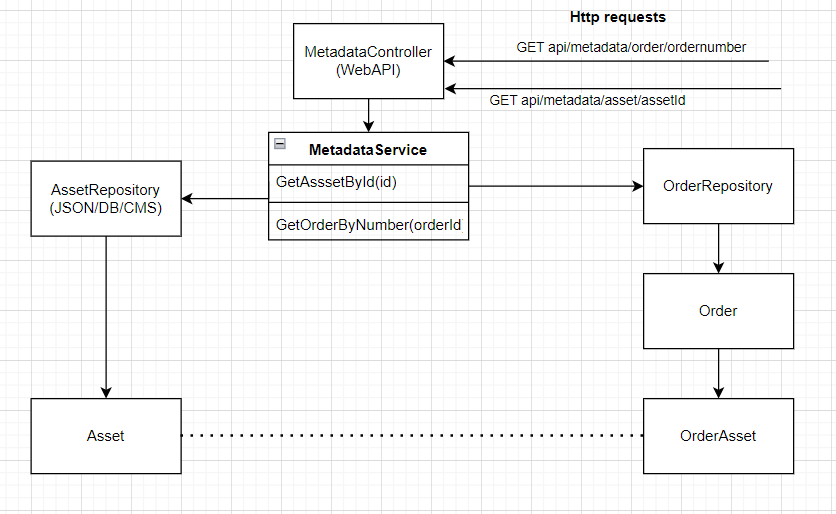 Http requests
MetadataController
(WebAPI)
GET api/metadata/order/ordernumber
GET api/metadata/asset/assetId
MetadataService
GetAsssetById(id)
GetOrderByNumber(orderId
AssetRepository
(JSON/DB/CMS)
OrderRepository
Order
Asset
OrderAsset